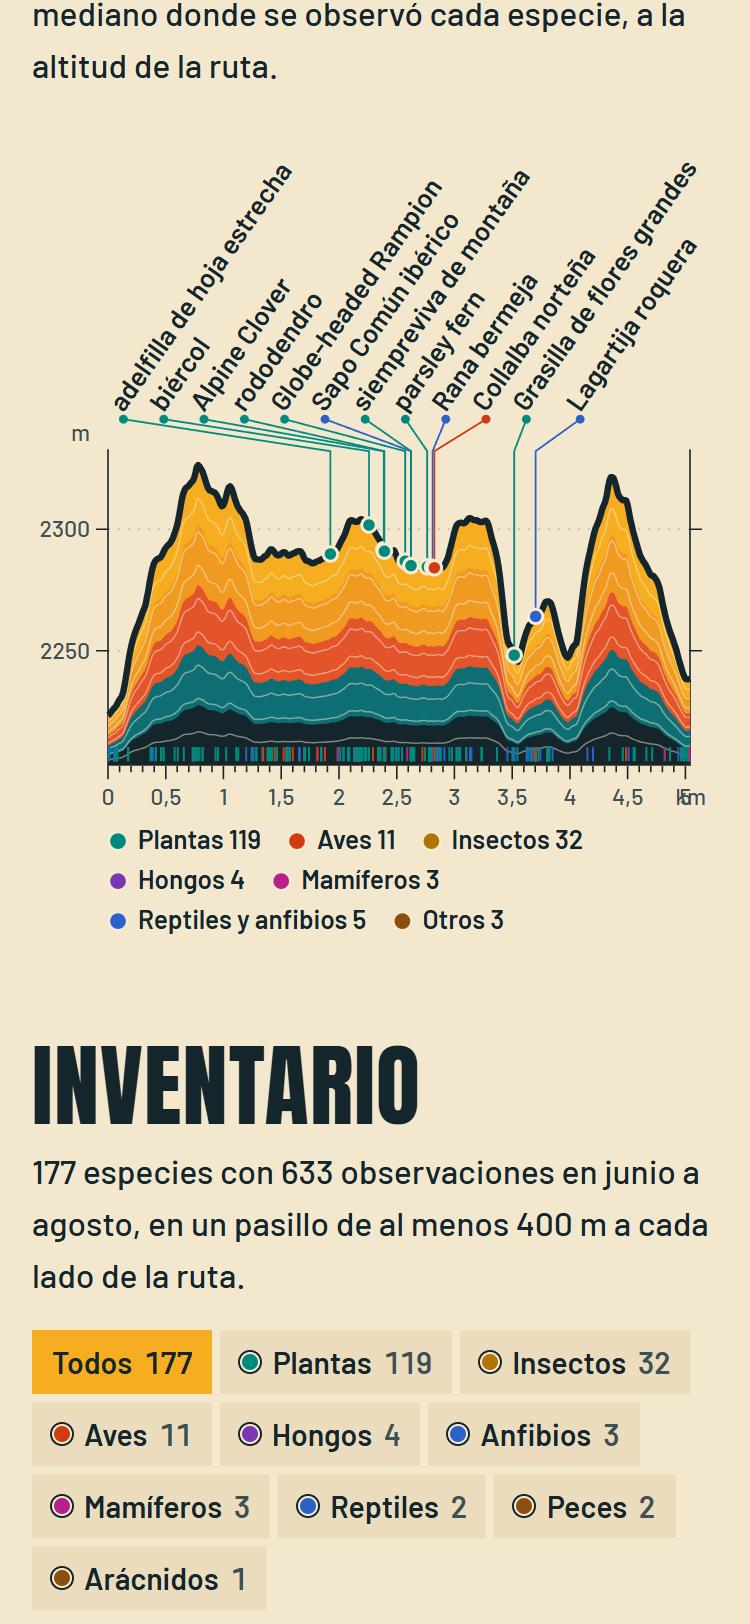 mediano donde se observó cada especie, a la
altitud de la ruta.
adelfilla de hoja estrecha
biércol
Alpine Clover
rododendro
Globe-headed Rampion
Sapo Común ibérico
siempreviva de montaña
parsley fern
Rana bermeja
Collalba norteña
Grasilla de flores grandes
Lagartija roquera
m
2300
2250
0 0,5 1 1,5 2 2,5 3 3,5 4 4,5 5 km
Plantas 119 Aves 11 Insectos 32
Hongos 4 Mamíferos 3
Reptiles y anfibios 5 Otros 3
INVENTARIO
177 especies con 633 observaciones en junio a
agosto, en un pasillo de al menos 400 m a cada
lado de la ruta.
Todos 177 Plantas 119 Insectos 32
Aves 11 Hongos 4 Anfibios 3
Mamíferos 3 Reptiles 2 Peces 2
Arácnidos 1